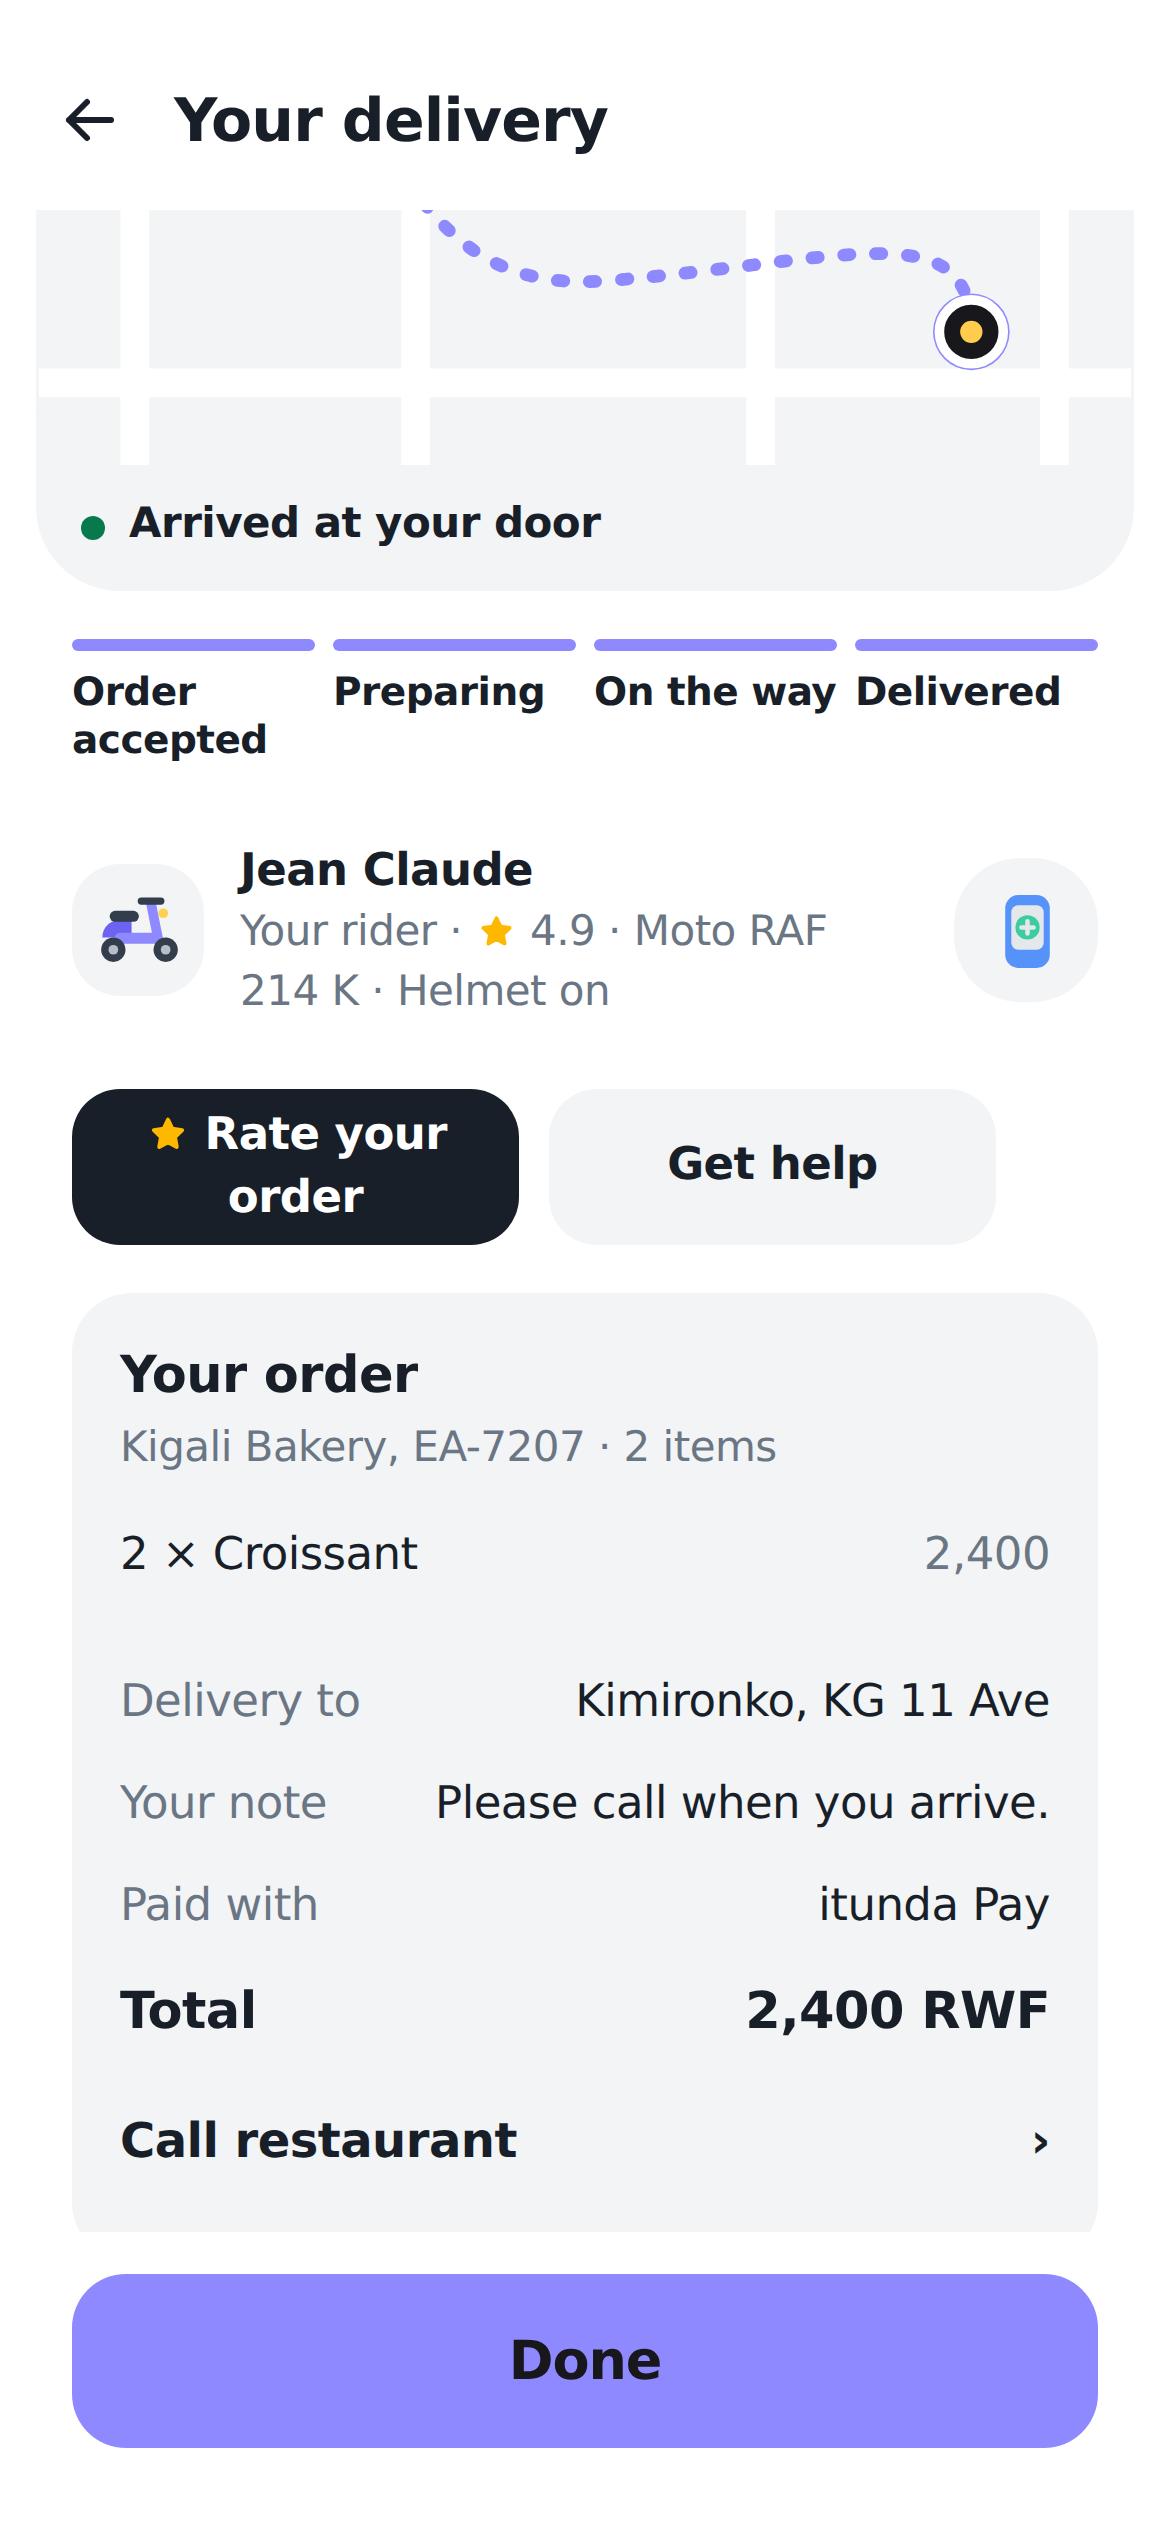 Your delivery
Arrived at your door
Order
accepted
Preparing
On the way
Delivered
Jean Claude
Your rider · ★ 4.9 · Moto RAF
214 K · Helmet on
★ Rate your
order
Get help
Your order
Kigali Bakery, EA-7207 · 2 items
2 × Croissant 2,400
Delivery to Kimironko, KG 11 Ave
Your note Please call when you arrive.
Paid with itunda Pay
Total 2,400 RWF
Call restaurant ›
Done